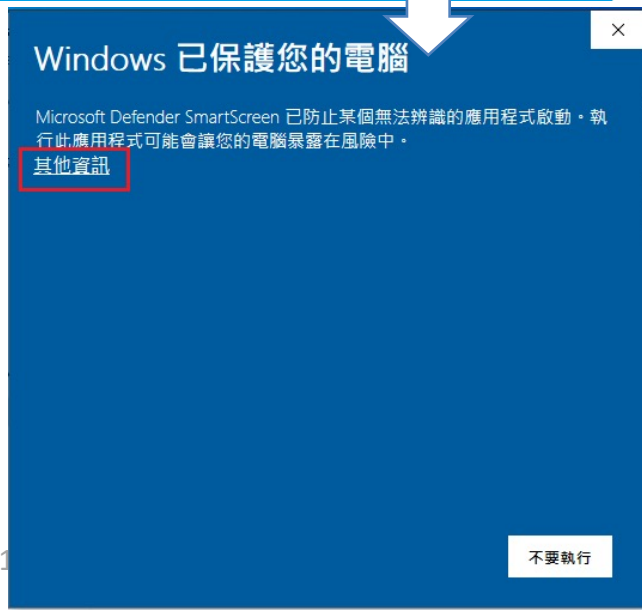 Windows 已保護您的電腦
Microsoft Defender SmartScreen 已防止某個無法辨識的應用程式啟動。執
行此應用程式可能會讓您的電腦暴露在風險中。
其他資訊
不要執行